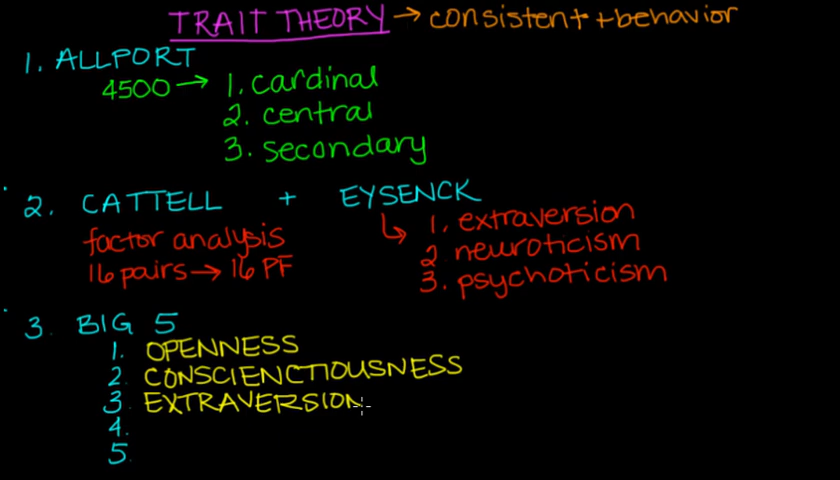 TRAIT THEORY → consistent + behavior
1. ALLPORT
4500 → 1. cardinal
2. central
3. secondary
2. CATTELL + EYSENCK
factor analysis
16 pairs → 16 PF
1. extraversion
2 neuroticism
3. psychoticism
3. BIG 5
1. OPENNESS
2. CONSCIENCTIOUSNESS
3 EXTRAVERSION
4.
5